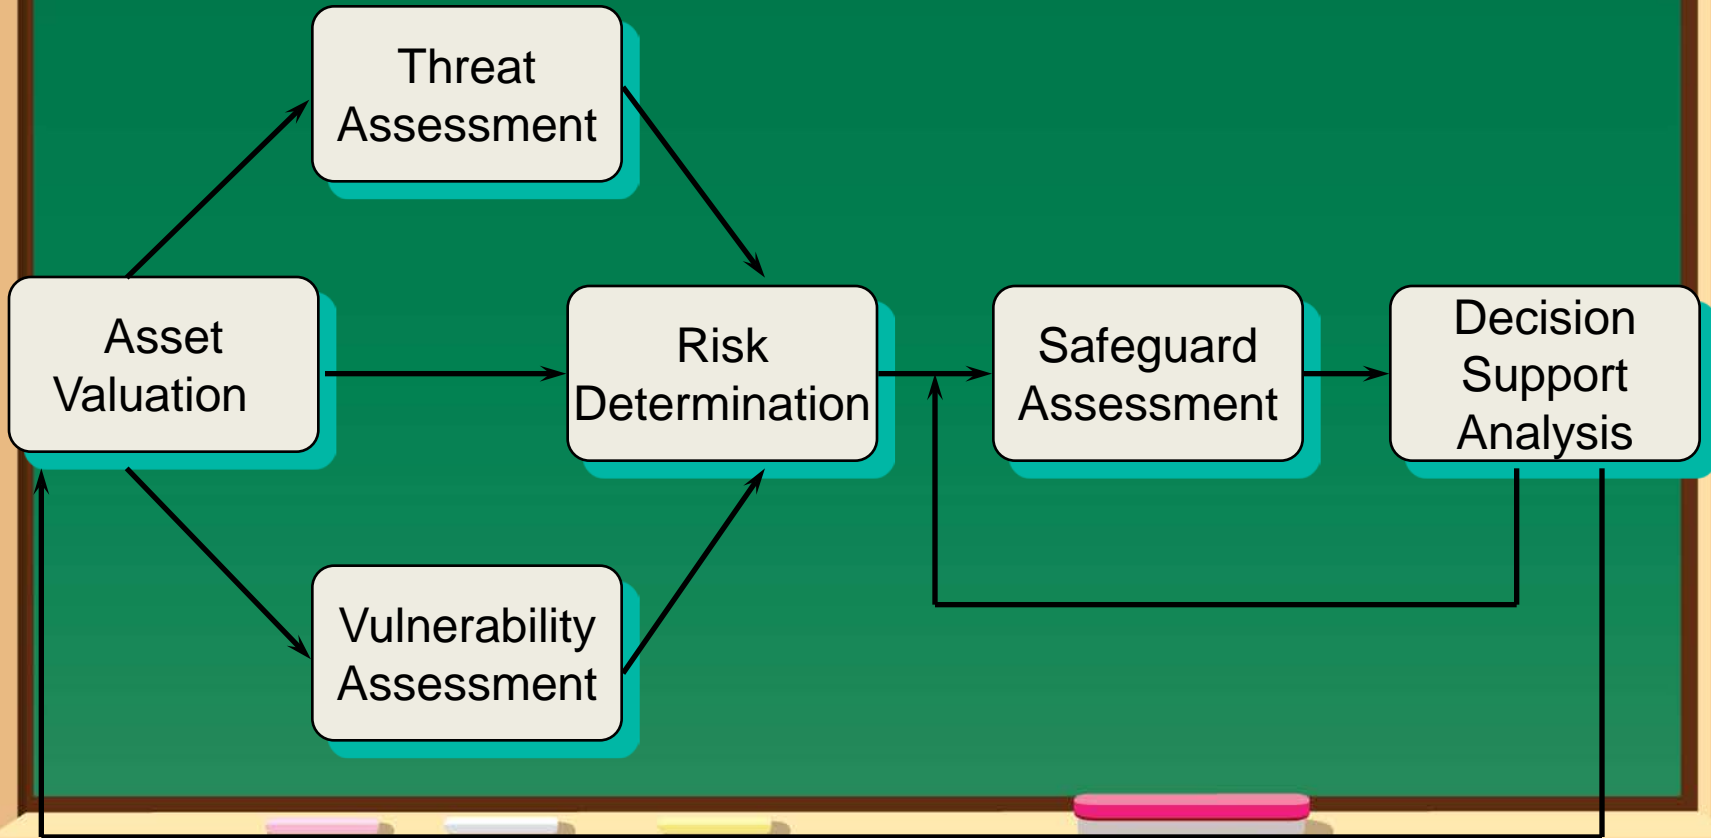 Threat
Assessment
Asset
Valuation
Risk
Determination
Safeguard
Assessment
Decision
Support
Analysis
Vulnerability
Assessment